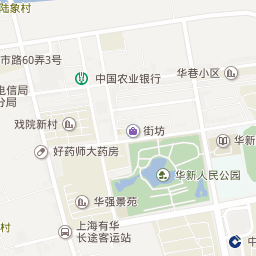 陆象村
市路60弄3号
华巷小区
中国农业银行
电信局
分局
戏院新村
街坊
华新
好药师大药房
华新人民公园
华强景苑
上海有华
长途客运站
中